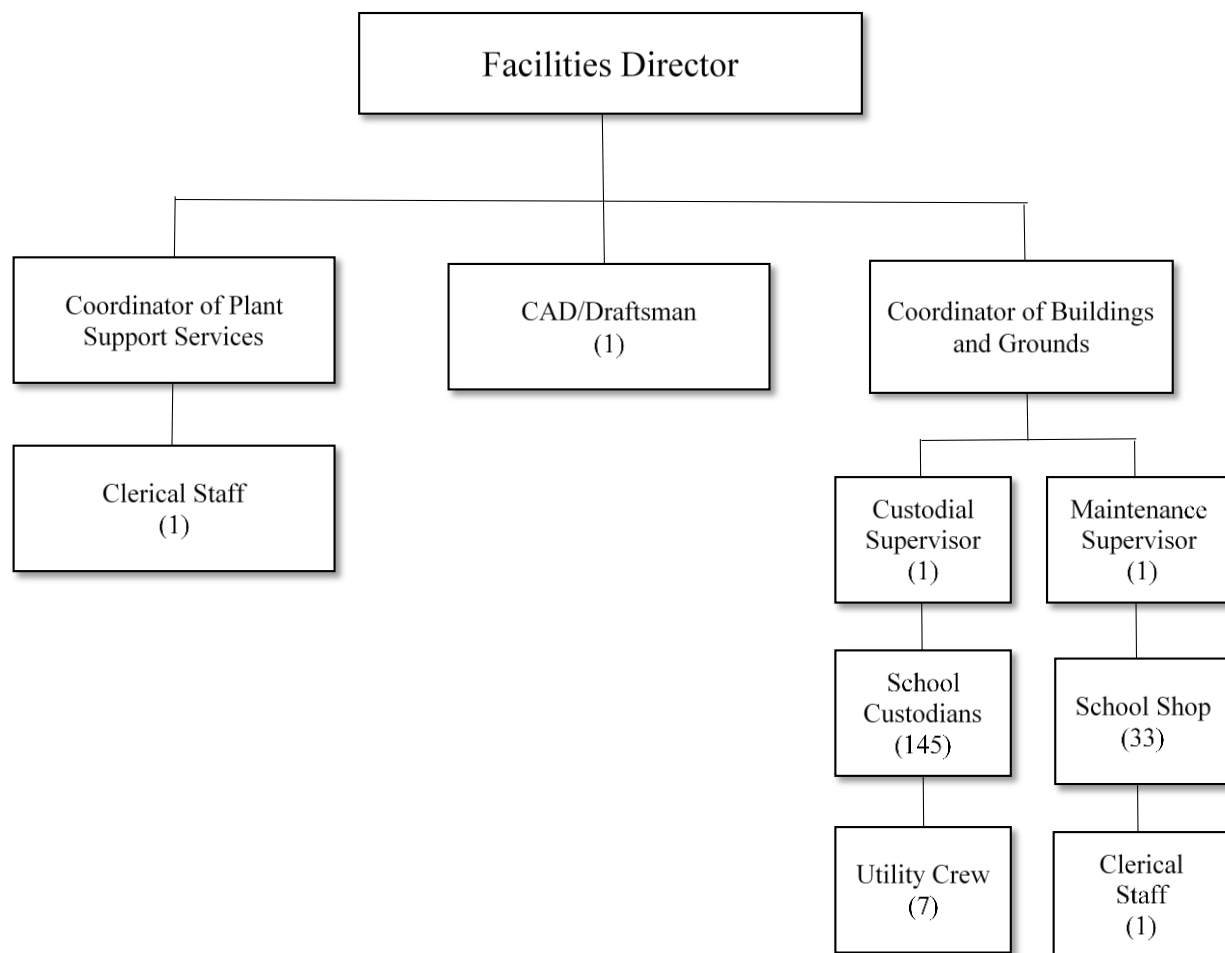 Facilities Director
Coordinator of Plant
Support Services
CAD/Draftsman
(1)
Coordinator of Buildings
and Grounds
Clerical Staff
(1)
Custodial
Supervisor
(1)
Maintenance
Supervisor
(1)
School
Custodians
(145)
School Shop
(33)
Utility Crew
(7)
Clerical
Staff
(1)